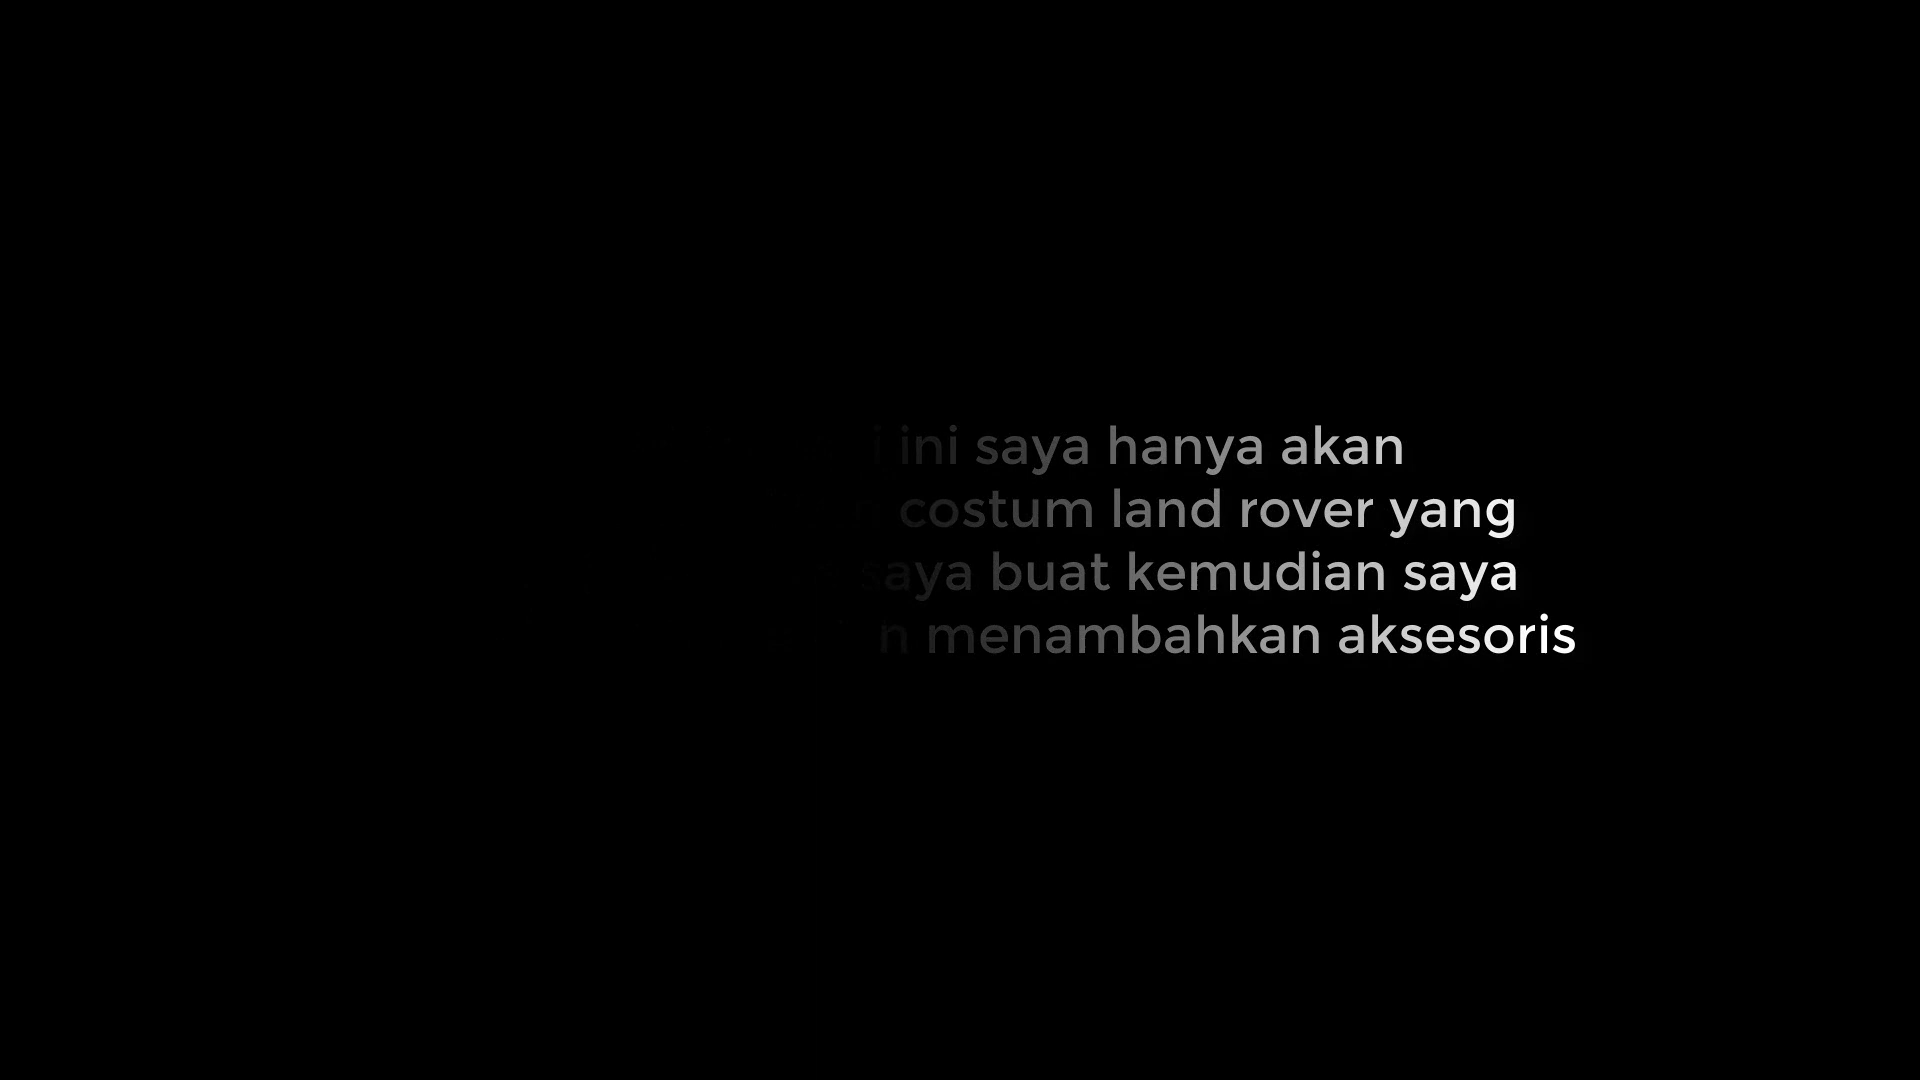 ini saya hanya akan
costum land rover yang
saya buat kemudian saya
menambahkan aksesoris